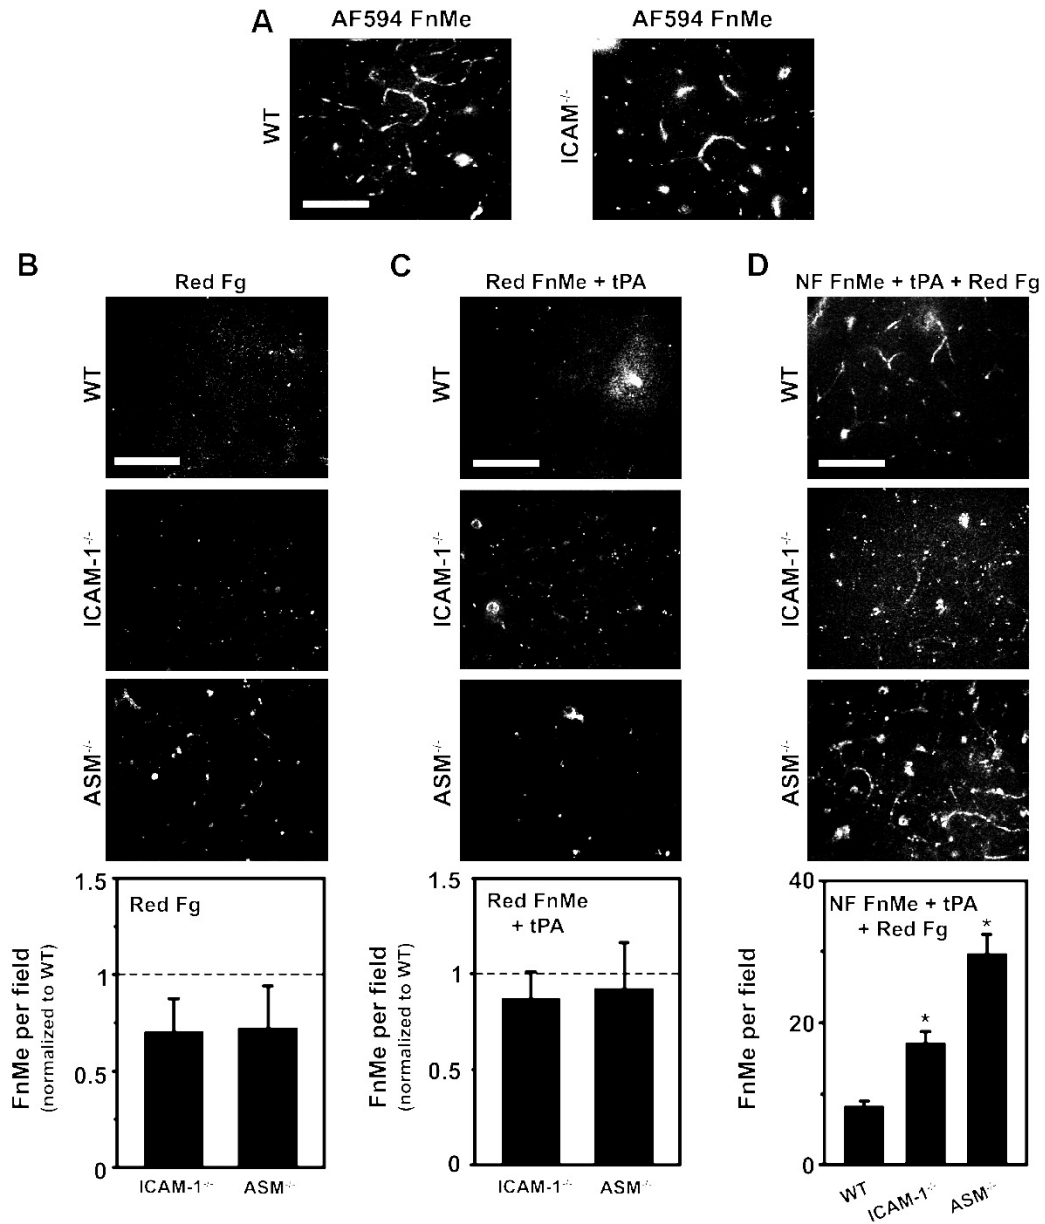 A
AF594 FnMe
AF594 FnMe
WT
ICAM-/-
B
C
D
Red Fg
Red FnMe + tPA
NF FnMe + tPA + Red Fg
WT
WT
WT
ICAM-1-/-
ICAM-1-/-
ICAM-1-/-
ASM-/-
ASM-/-
ASM-/-
FnMe per field
(normalized to WT)
1.5
1
0.5
0
Red Fg
ICAM-1-/-
ASM-/-
FnMe per field
(normalized to WT)
1.5
1
0.5
0
Red FnMe
+ tPA
ICAM-1-/-
ASM-/-
FnMe per field
40
20
0
NF FnMe + tPA
+ Red Fg
*
*
WT
ICAM-1-/-
ASM-/-